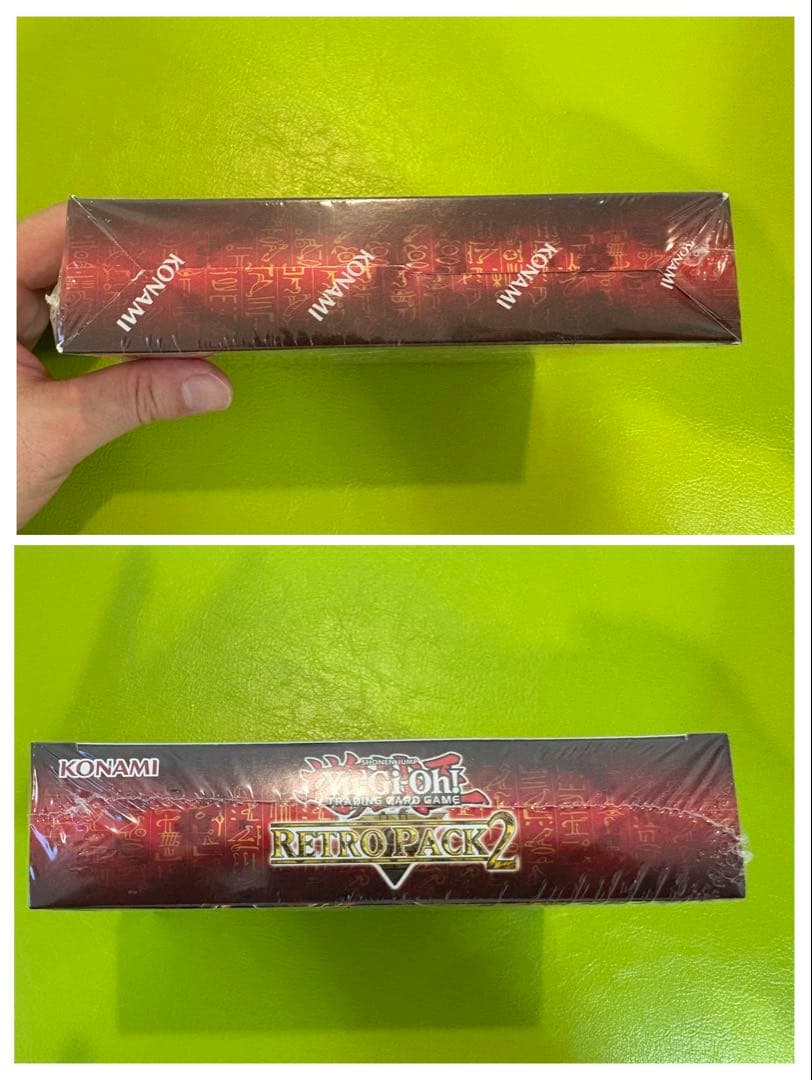 KONAMI
KONAMI
KONAMI
KONAMI
KONAMI
SHONEN JUMP
Yu-Gi-Oh!
TRADING CARD GAME
RETRO PACK 2